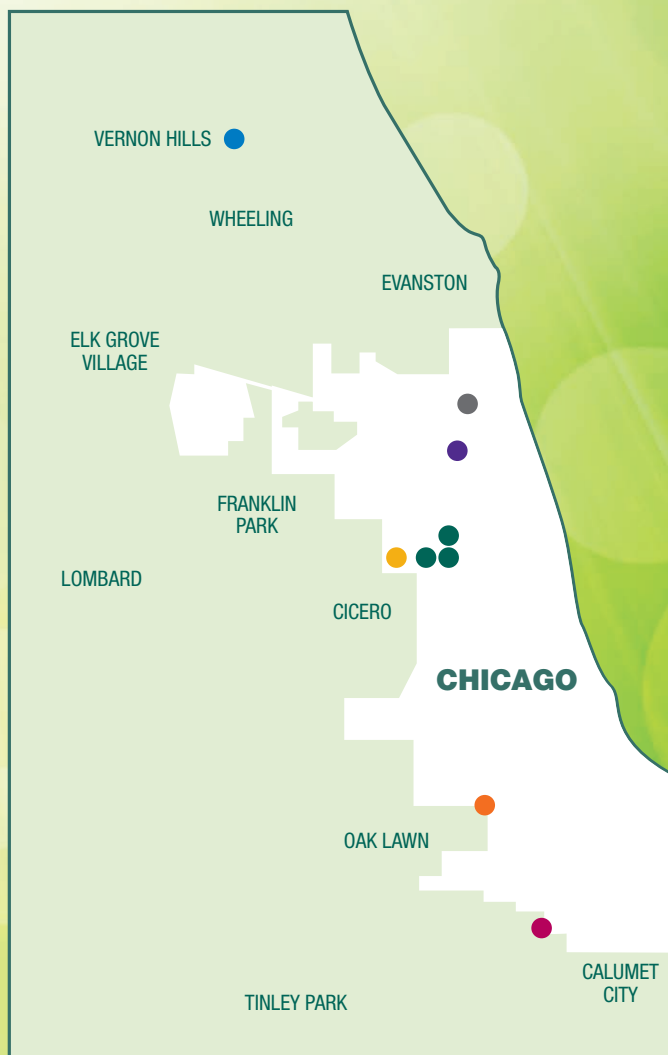 VERNON HILLS
WHEELING
EVANSTON
ELK GROVE
VILLAGE
FRANKLIN
PARK
LOMBARD
CICERO
CHICAGO
OAK LAWN
CALUMET
CITY
TINLEY PARK